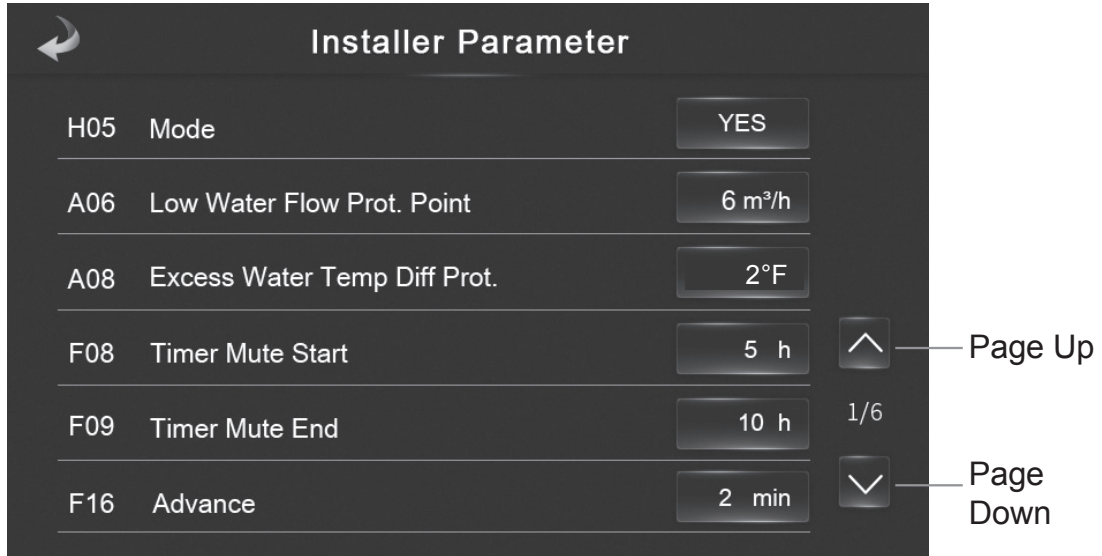 Installer Parameter
H05 Mode YES
A06 Low Water Flow Prot. Point 6 m³/h
A08 Excess Water Temp Diff Prot. 2°F
F08 Timer Mute Start 5 h
Page Up
F09 Timer Mute End 10 h
1/6
F16 Advance 2 min
Page
Down